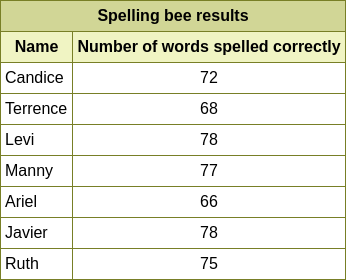 Spelling bee results
Name Number of words spelled correctly
Candice 72
Terrence 68
Levi 78
Manny 77
Ariel 66
Javier 78
Ruth 75